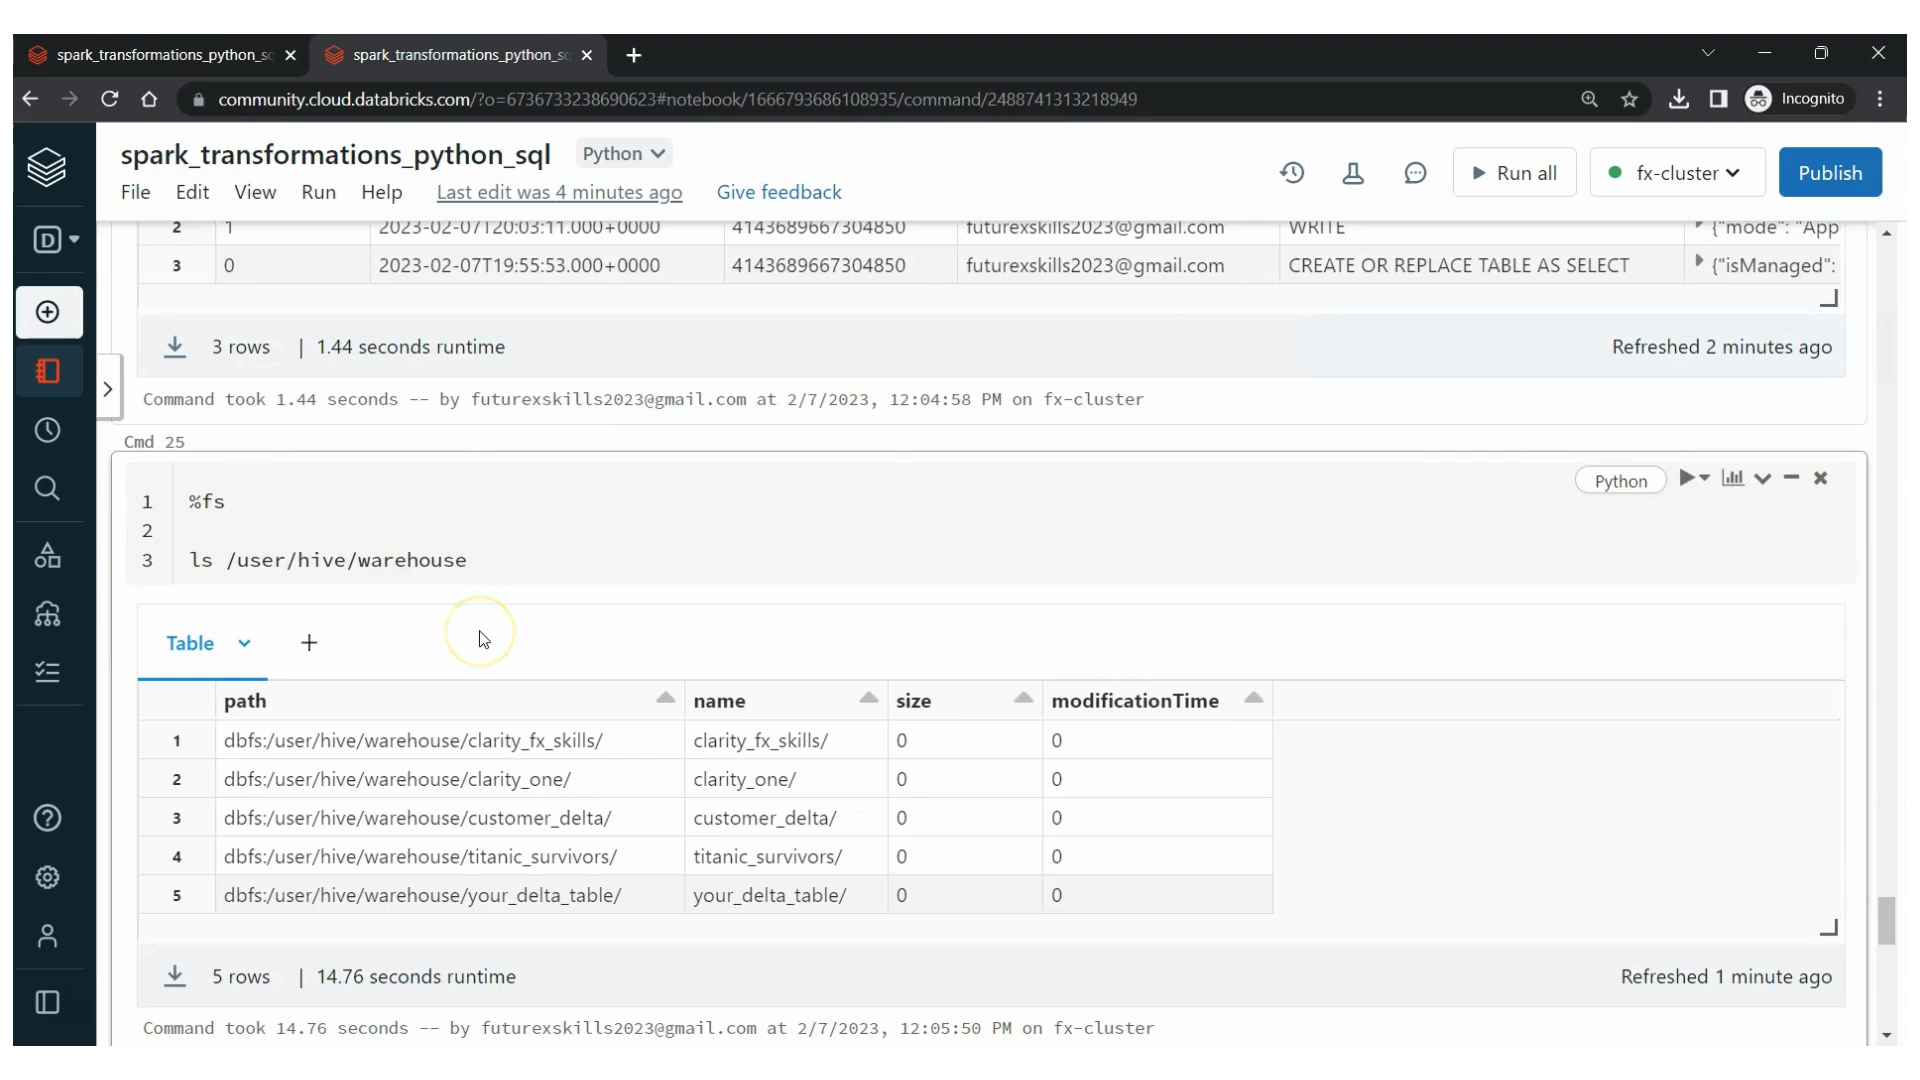 spark_transformations_python_sq
spark_transformations_python_sq
community.cloud.databricks.com/?o=6736733238690623#notebook/1666793686108935/command/2488741313218949
Incognito
spark_transformations_python_sql Python
File Edit View Run Help Last edit was 4 minutes ago Give feedback
Run all fx-cluster Publish
D
2 1 2023-02-07T20:03:11.000+0000 4143689667304850 futurexskills2023@gmail.com WRITE {"mode": "App
3 0 2023-02-07T19:55:53.000+0000 4143689667304850 futurexskills2023@gmail.com CREATE OR REPLACE TABLE AS SELECT {"isManaged":
3 rows | 1.44 seconds runtime Refreshed 2 minutes ago
Command took 1.44 seconds -- by futurexskills2023@gmail.com at 2/7/2023, 12:04:58 PM on fx-cluster
Cmd 25
Python
1 %fs
2
3 ls /user/hive/warehouse
Table +
path name size modificationTime
1 dbfs:/user/hive/warehouse/clarity_fx_skills/ clarity_fx_skills/ 0 0
2 dbfs:/user/hive/warehouse/clarity_one/ clarity_one/ 0 0
3 dbfs:/user/hive/warehouse/customer_delta/ customer_delta/ 0 0
4 dbfs:/user/hive/warehouse/titanic_survivors/ titanic_survivors/ 0 0
5 dbfs:/user/hive/warehouse/your_delta_table/ your_delta_table/ 0 0
5 rows | 14.76 seconds runtime Refreshed 1 minute ago
Command took 14.76 seconds -- by futurexskills2023@gmail.com at 2/7/2023, 12:05:50 PM on fx-cluster